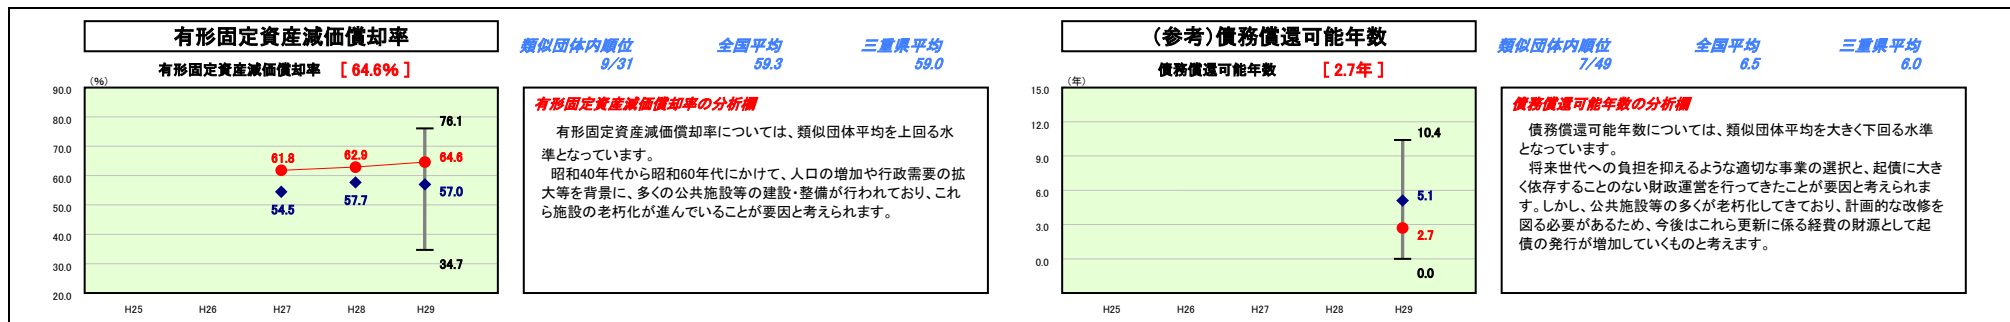 有形固定資産減価償却率
有形固定資産減価償却率 [ 64.6% ]
類似団体内順位 全国平均 三重県平均
9/31 59.3 59.0
(%)
90.0
80.0
70.0
60.0
50.0
40.0
30.0
20.0
76.1
61.8 62.9 64.6
54.5 57.7 57.0
34.7
H25 H26 H27 H28 H29
有形固定資産減価償却率の分析欄
有形固定資産減価償却率については、類似団体平均を上回る水
準となっています。
昭和40年代から昭和60年代にかけて、人口の増加や行政需要の拡
大等を背景に、多くの公共施設等の建設・整備が行われており、これ
ら施設の老朽化が進んでいることが要因と考えられます。
(参考)債務償還可能年数
債務償還可能年数 [ 2.7年 ]
類似団体内順位 全国平均 三重県平均
7/49 6.5 6.0
(年)
15.0
12.0
9.0
6.0
3.0
0.0
10.4
5.1
2.7
0.0
H25 H26 H27 H28 H29
債務償還可能年数の分析欄
債務償還可能年数については、類似団体平均を大きく下回る水準
となっています。
将来世代への負担を抑えるような適切な事業の選択と、起債に大き
く依存することのない財政運営を行ってきたことが要因と考えられま
す。しかし、公共施設等の多くが老朽化してきており、計画的な改修を
図る必要があるため、今後はこれら更新に係る経費の財源として起
債の発行が増加していくものと考えます。